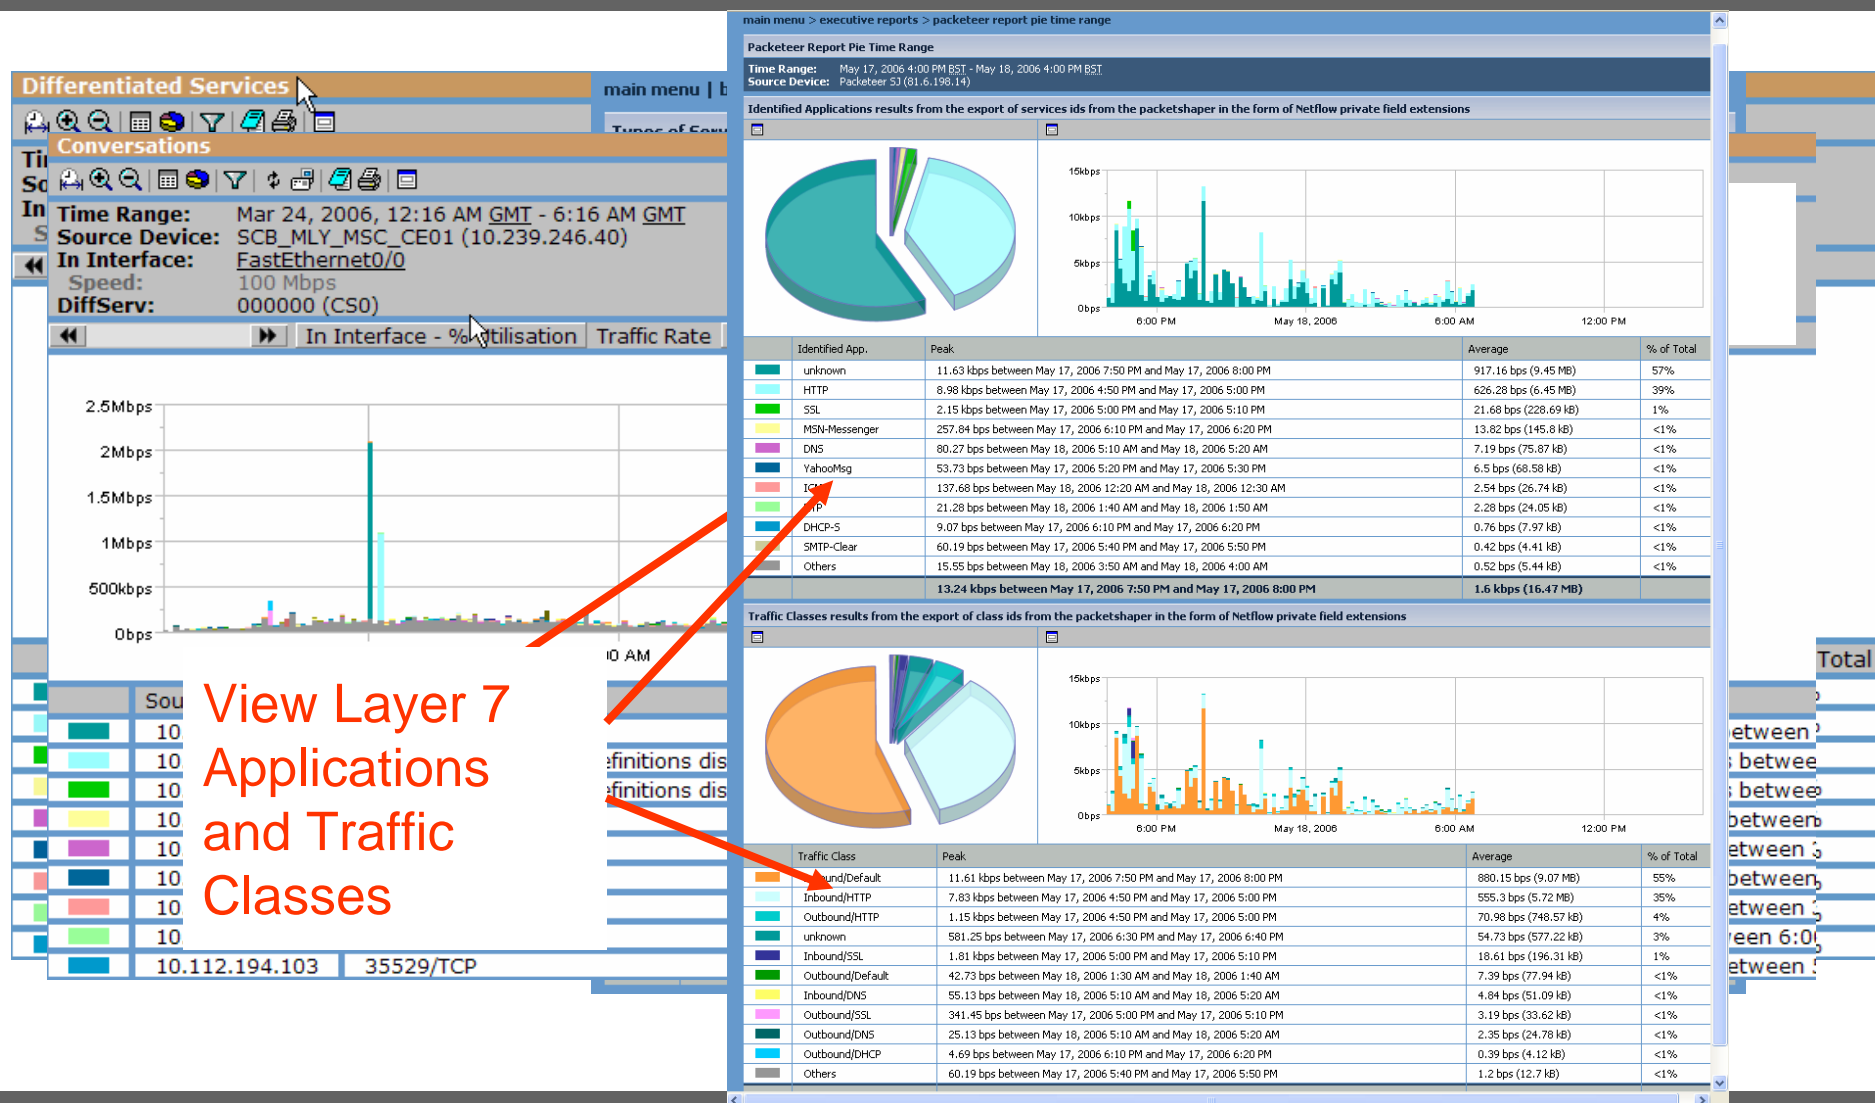 Differentiated Services
main menu | b
Conversations
Time Range: Mar 24, 2006, 12:16 AM GMT - 6:16 AM GMT
Source Device: SCB_MLY_MSC_CE01 (10.239.246.40)
In Interface: FastEthernet0/0
Speed: 100 Mbps
DiffServ: 000000 (CS0)
In Interface - % Utilisation Traffic Rate
2.5Mbps
2Mbps
1.5Mbps
1Mbps
500kbps
0bps
View Layer 7
Applications
and Traffic
Classes
efinitions dis
efinitions dis
10.112.194.103 35529/TCP
main menu > executive reports > packeteer report pie time range
Packeteer Report Pie Time Range
Time Range: May 17, 2006 4:00 PM BST - May 18, 2006 4:00 PM BST
Source Device: Packeteer SJ (81.6.198.14)
Identified Applications results from the export of services ids from the packetshaper in the form of Netflow private field extensions
15kbps
10kbps
5kbps
0bps
6:00 PM May 18, 2006 6:00 AM 12:00 PM
Identified App. Peak Average % of Total
unknown 11.63 kbps between May 17, 2006 7:50 PM and May 17, 2006 8:00 PM 917.16 bps (9.45 MB) 57%
HTTP 8.98 kbps between May 17, 2006 4:50 PM and May 17, 2006 5:00 PM 626.28 bps (6.45 MB) 39%
SSL 2.15 kbps between May 17, 2006 5:00 PM and May 17, 2006 5:10 PM 21.68 bps (228.69 kB) 1%
MSN-Messenger 257.84 bps between May 17, 2006 6:10 PM and May 17, 2006 6:20 PM 13.82 bps (145.8 kB) <1%
DNS 80.27 bps between May 18, 2006 5:10 AM and May 18, 2006 5:20 AM 7.19 bps (75.87 kB) <1%
YahooMsg 53.73 bps between May 17, 2006 5:20 PM and May 17, 2006 5:30 PM 6.5 bps (68.58 kB) <1%
137.68 bps between May 18, 2006 12:20 AM and May 18, 2006 12:30 AM 2.54 bps (26.74 kB) <1%
21.28 bps between May 18, 2006 1:40 AM and May 18, 2006 1:50 AM 2.28 bps (24.05 kB) <1%
DHCP-S 9.07 bps between May 17, 2006 6:10 PM and May 17, 2006 6:20 PM 0.76 bps (7.97 kB) <1%
SMTP-Clear 60.19 bps between May 17, 2006 5:40 PM and May 17, 2006 5:50 PM 0.42 bps (4.41 kB) <1%
Others 15.55 bps between May 18, 2006 3:50 AM and May 18, 2006 4:00 AM 0.52 bps (5.44 kB) <1%
13.24 kbps between May 17, 2006 7:50 PM and May 17, 2006 8:00 PM 1.6 kbps (16.47 MB)
Traffic Classes results from the export of class ids from the packetshaper in the form of Netflow private field extensions
15kbps
10kbps
5kbps
0bps
6:00 PM May 18, 2006 6:00 AM 12:00 PM
Traffic Class Peak Average % of Total
Inbound/Default 11.61 kbps between May 17, 2006 7:50 PM and May 17, 2006 8:00 PM 880.15 bps (9.07 MB) 55%
Inbound/HTTP 7.83 kbps between May 17, 2006 4:50 PM and May 17, 2006 5:00 PM 555.3 bps (5.72 MB) 35%
Outbound/HTTP 1.15 kbps between May 17, 2006 4:50 PM and May 17, 2006 5:00 PM 70.98 bps (748.57 kB) 4%
unknown 581.25 bps between May 17, 2006 6:30 PM and May 17, 2006 6:40 PM 54.73 bps (577.22 kB) 3%
Inbound/SSL 1.81 kbps between May 17, 2006 5:00 PM and May 17, 2006 5:10 PM 18.61 bps (196.31 kB) 1%
Outbound/Default 42.73 bps between May 18, 2006 1:30 AM and May 18, 2006 1:40 AM 7.39 bps (77.94 kB) <1%
Inbound/DNS 55.13 bps between May 18, 2006 5:10 AM and May 18, 2006 5:20 AM 4.84 bps (51.09 kB) <1%
Outbound/SSL 341.45 bps between May 17, 2006 5:00 PM and May 17, 2006 5:10 PM 3.19 bps (33.62 kB) <1%
Outbound/DNS 25.13 bps between May 18, 2006 5:10 AM and May 18, 2006 5:20 AM 2.35 bps (24.78 kB) <1%
Outbound/DHCP 4.69 bps between May 17, 2006 6:10 PM and May 17, 2006 6:20 PM 0.39 bps (4.12 kB) <1%
Others 60.19 bps between May 17, 2006 5:40 PM and May 17, 2006 5:50 PM 1.2 bps (12.7 kB) <1%
Total